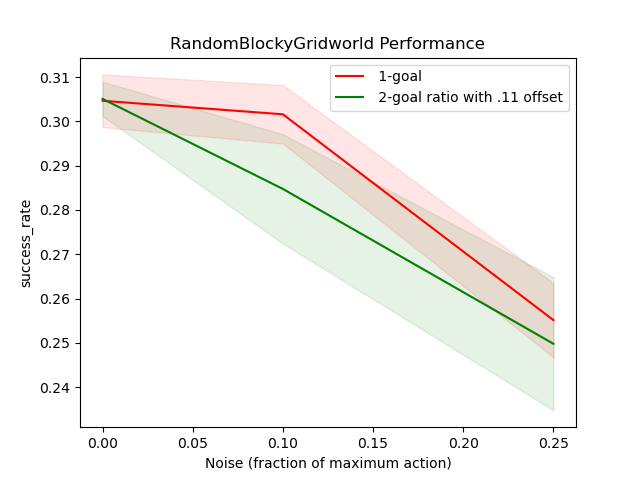 RandomBlockyGridworld Performance
1-goal
2-goal ratio with .11 offset
success_rate
0.31
0.30
0.29
0.28
0.27
0.26
0.25
0.24
0.00 0.05 0.10 0.15 0.20 0.25
Noise (fraction of maximum action)